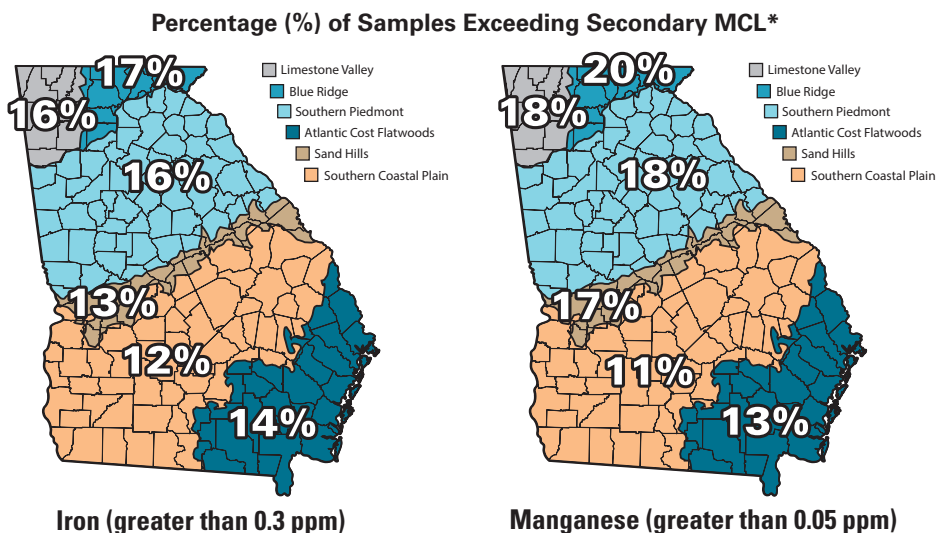 Percentage (%) of Samples Exceeding Secondary MCL*
17%
16%
16%
13%
12%
14%
Limestone Valley
Blue Ridge
Southern Piedmont
Atlantic Cost Flatwoods
Sand Hills
Southern Coastal Plain
Iron (greater than 0.3 ppm)
20%
18%
18%
17%
11%
13%
Limestone Valley
Blue Ridge
Southern Piedmont
Atlantic Cost Flatwoods
Sand Hills
Southern Coastal Plain
Manganese (greater than 0.05 ppm)